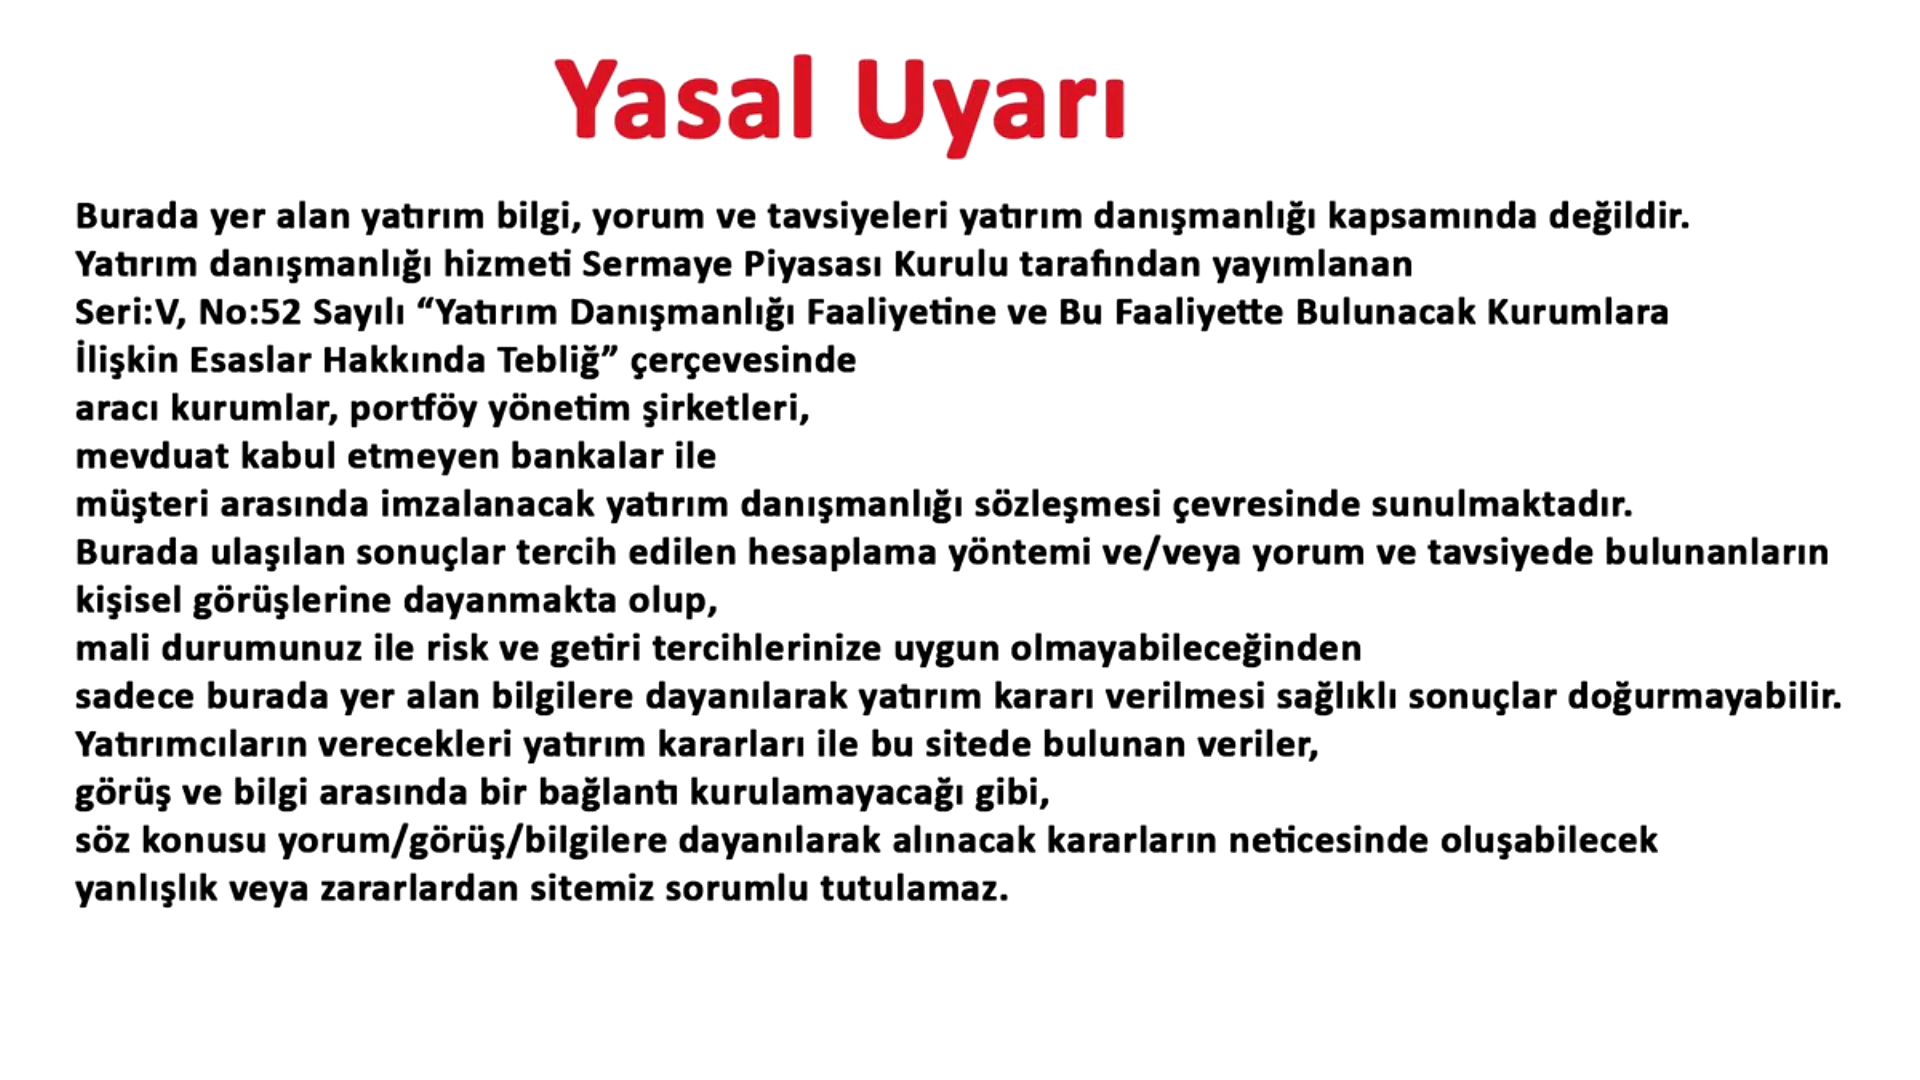 Yasal Uyarı
Burada yer alan yatırım bilgi, yorum ve tavsiyeleri yatırım danışmanlığı kapsamında değildir.
Yatırım danışmanlığı hizmeti Sermaye Piyasası Kurulu tarafından yayımlanan
Seri:V, No:52 Sayılı “Yatırım Danışmanlığı Faaliyetine ve Bu Faaliyette Bulunacak Kurumlara
İlişkin Esaslar Hakkında Tebliğ” çerçevesinde
aracı kurumlar, portföy yönetim şirketleri,
mevduat kabul etmeyen bankalar ile
müşteri arasında imzalanacak yatırım danışmanlığı sözleşmesi çevresinde sunulmaktadır.
Burada ulaşılan sonuçlar tercih edilen hesaplama yöntemi ve/veya yorum ve tavsiyede bulunanların
kişisel görüşlerine dayanmakta olup,
mali durumunuz ile risk ve getiri tercihlerinize uygun olmayabileceğinden
sadece burada yer alan bilgilere dayanılarak yatırım kararı verilmesi sağlıklı sonuçlar doğurmayabilir.
Yatırımcıların verecekleri yatırım kararları ile bu sitede bulunan veriler,
görüş ve bilgi arasında bir bağlantı kurulamayacağı gibi,
söz konusu yorum/görüş/bilgilere dayanılarak alınacak kararların neticesinde oluşabilecek
yanlışlık veya zararlardan sitemiz sorumlu tutulamaz.